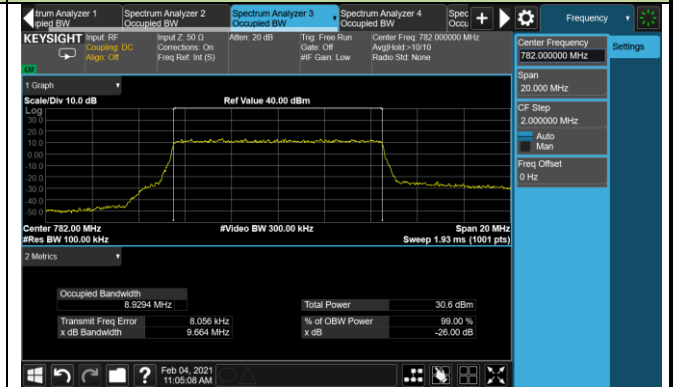 trum Analyzer 1
upied BW
Spectrum Analyzer 2
Occupied BW
Spectrum Analyzer 3
Occupied BW
Spectrum Analyzer 4
Occupied BW
Spec
Occu
Frequency
KEYSIGHT
Input: RF
Coupling: DC
Align: Off
Input Z: 50 Ω
Corrections: On
Freq Ref: Int (S)
Atten: 20 dB
Trig: Free Run
Gate: Off
#IF Gain: Low
Center Freq: 782.000000 MHz
Avg|Hold:>10/10
Radio Std: None
Center Frequency
782.000000 MHz
Settings
Span
20.000 MHz
CF Step
2.000000 MHz
Auto
Man
Freq Offset
0 Hz
1 Graph
Scale/Div 10.0 dB
Ref Value 40.00 dBm
Log
30.0
20.0
10.0
0.00
-10.0
-20.0
-30.0
-40.0
-50.0
Center 782.00 MHz
#Video BW 300.00 kHz
Span 20 MHz
#Res BW 100.00 kHz
Sweep 1.93 ms (1001 pts)
2 Metrics
Occupied Bandwidth
8.9294 MHz
Total Power
30.6 dBm
Transmit Freq Error
8.056 kHz
% of OBW Power
99.00 %
x dB Bandwidth
9.664 MHz
x dB
-26.00 dB
?
Feb 04, 2021
11:05:08 AM